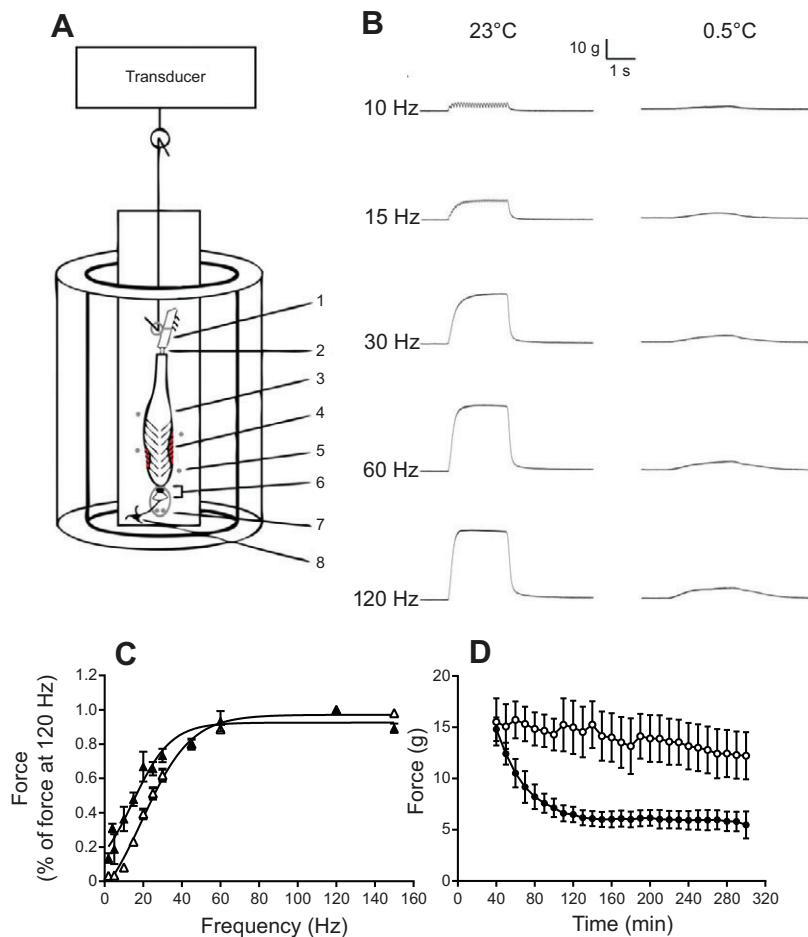 A
Transducer
1
2
3
4
5
6
7
8
B
23°C
10 g
1 s
0.5°C
10 Hz
15 Hz
30 Hz
60 Hz
120 Hz
C
Force
(% of force at 120 Hz)
1.2
1.0
0.8
0.6
0.4
0.2
0
0 20 40 60 80 100 120 140 160
Frequency (Hz)
D
Force (g)
20
15
10
5
0
0 40 80 120 160 200 240 280 320
Time (min)